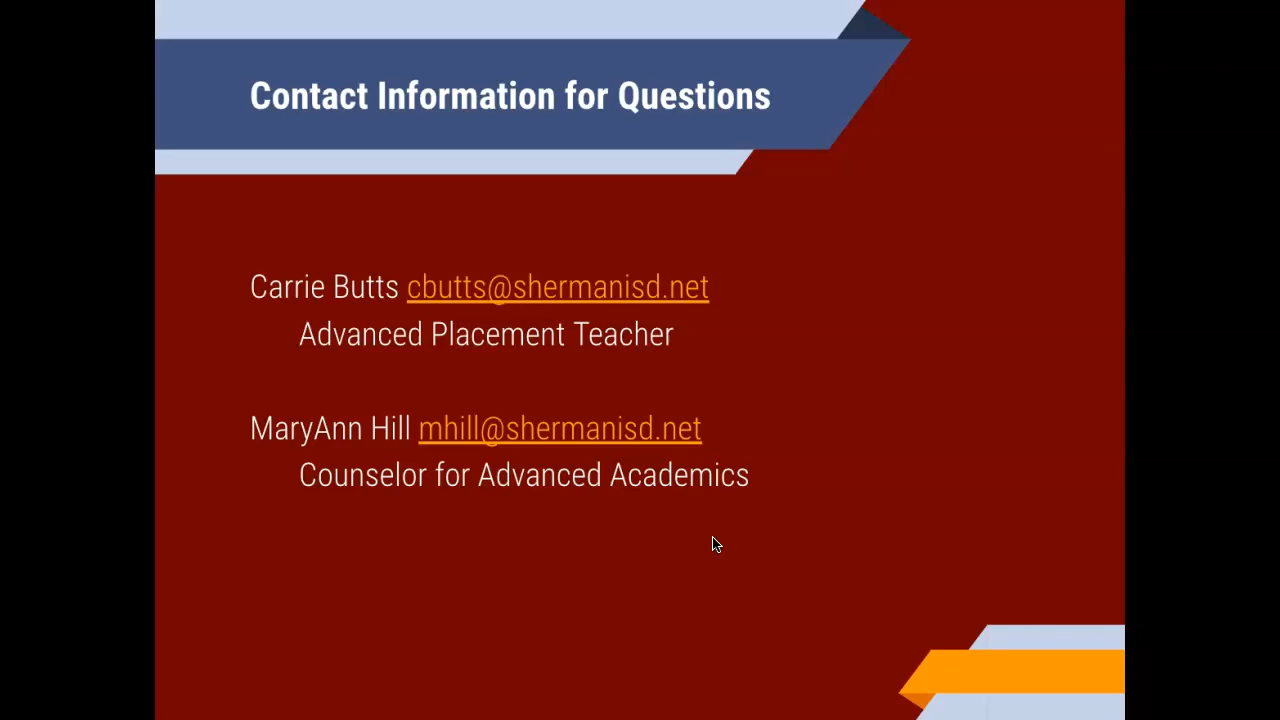 Contact Information for Questions
Carrie Butts cbutts@shermanisd.net
Advanced Placement Teacher
MaryAnn Hill mhill@shermanisd.net
Counselor for Advanced Academics